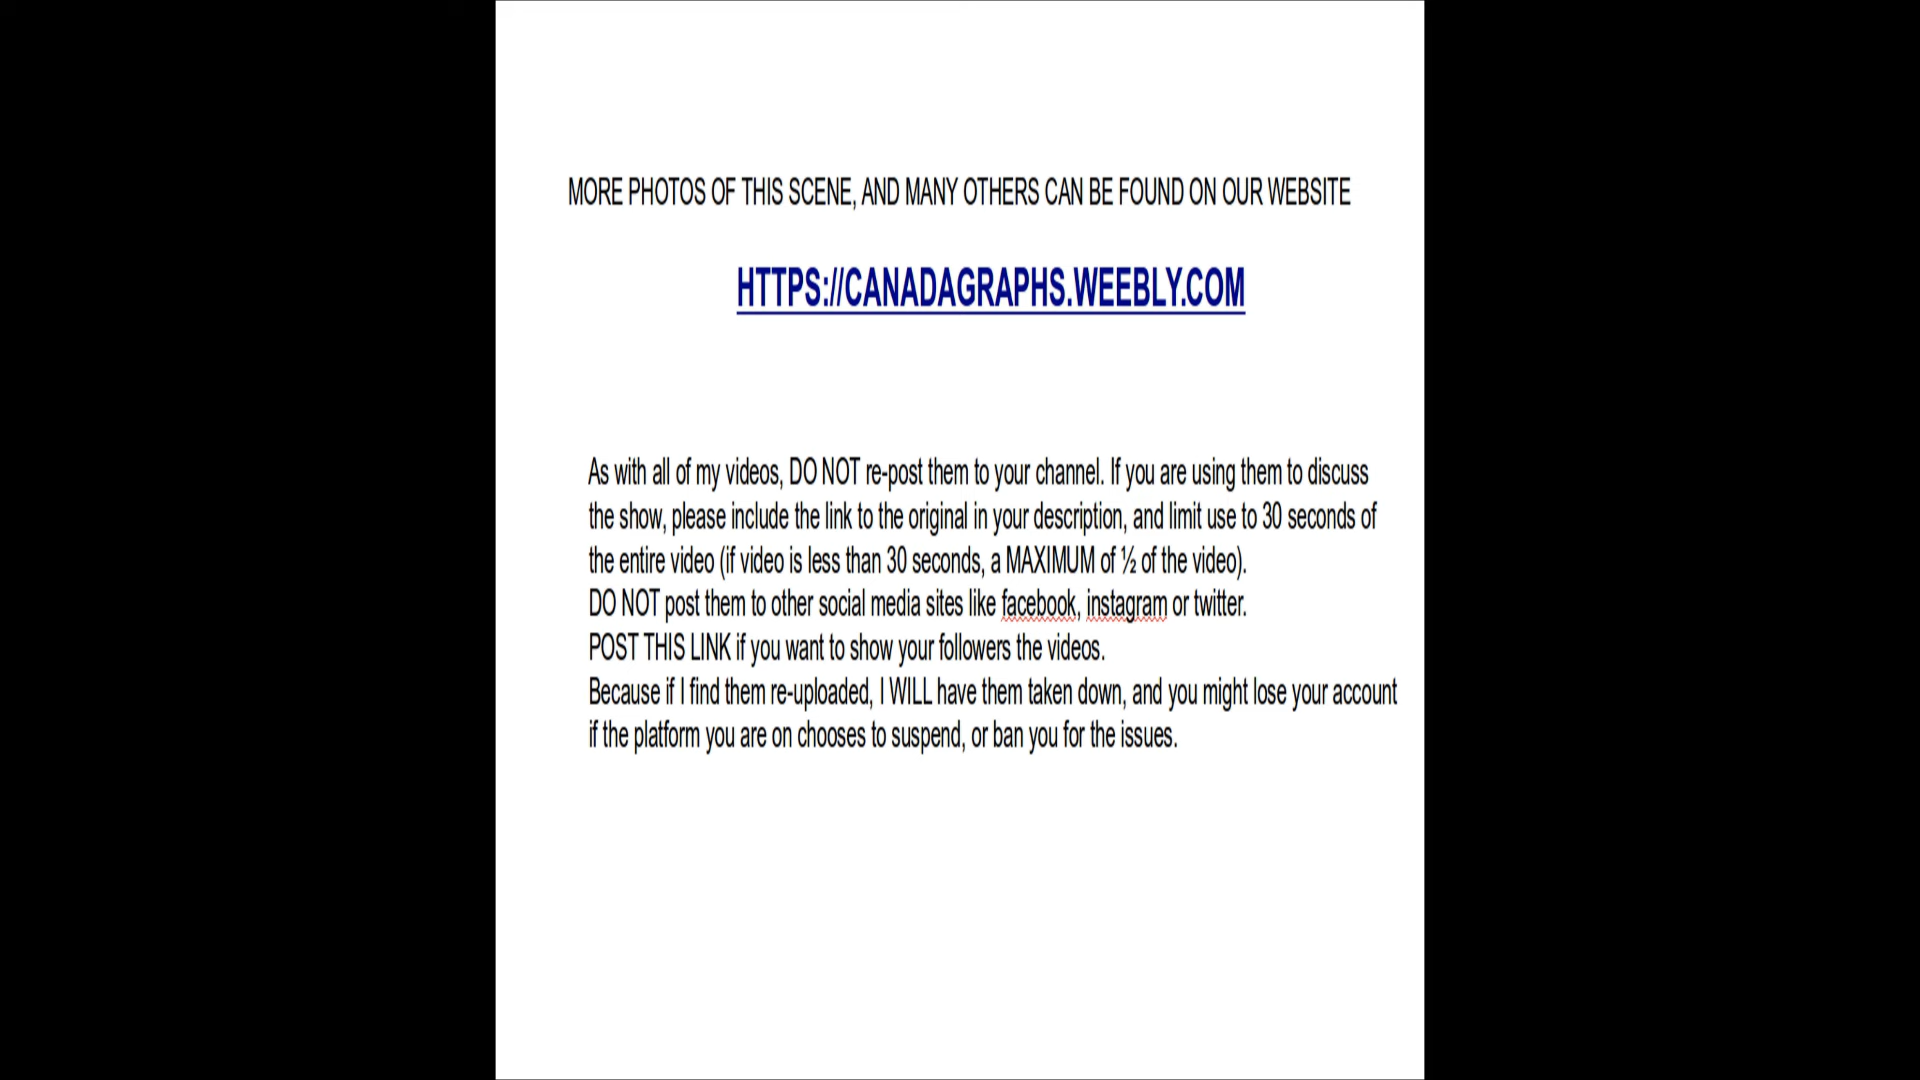 MORE PHOTOS OF THIS SCENE, AND MANY OTHERS CAN BE FOUND ON OUR WEBSITE
HTTPS://CANADAGRAPHS.WEEBLY.COM
As with all of my videos, DO NOT re-post them to your channel. If you are using them to discuss
the show, please include the link to the original in your description, and limit use to 30 seconds of
the entire video (if video is less than 30 seconds, a MAXIMUM of ½ of the video).
DO NOT post them to other social media sites like facebook, instagram or twitter.
POST THIS LINK if you want to show your followers the videos.
Because if I find them re-uploaded, I WILL have them taken down, and you might lose your account
if the platform you are on chooses to suspend, or ban you for the issues.